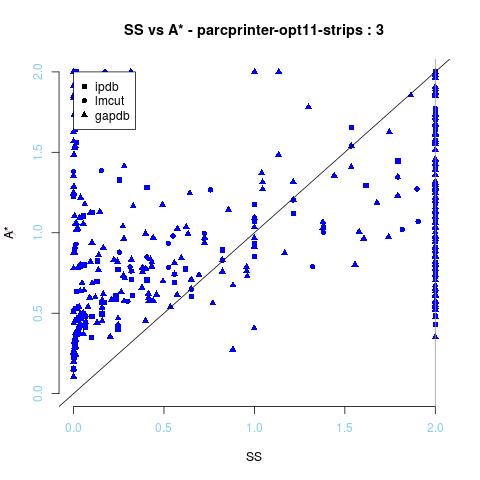 SS vs A* - parcprinter-opt11-strips : 3
2.0
1.5
1.0
0.5
0.0
A*
ipdb
lmcut
gapdb
0.0 0.5 1.0 1.5 2.0
SS